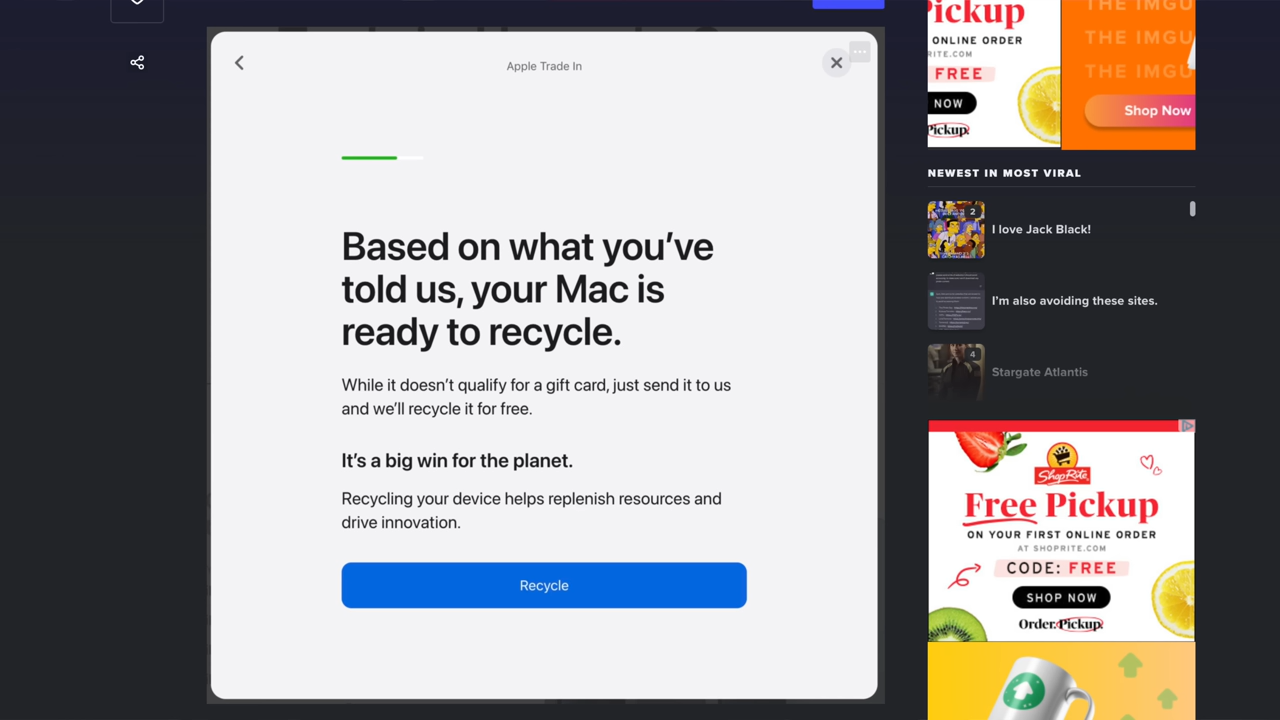 Apple Trade In
Based on what you've
told us, your Mac is
ready to recycle.
While it doesn't qualify for a gift card, just send it to us
and we'll recycle it for free.
It's a big win for the planet.
Recycling your device helps replenish resources and
drive innovation.
Recycle
Pickup
ONLINE ORDER
RITE.COM
FREE
NOW
Pickup.
THE IMGU
THE IMGU
THE IMGU
Shop Now
NEWEST IN MOST VIRAL
2
I love Jack Black!
I'm also avoiding these sites.
4
Stargate Atlantis
ShopRite
Free Pickup
ON YOUR FIRST ONLINE ORDER
AT SHOPRITE.COM
CODE: FREE
SHOP NOW
Order.Pickup.